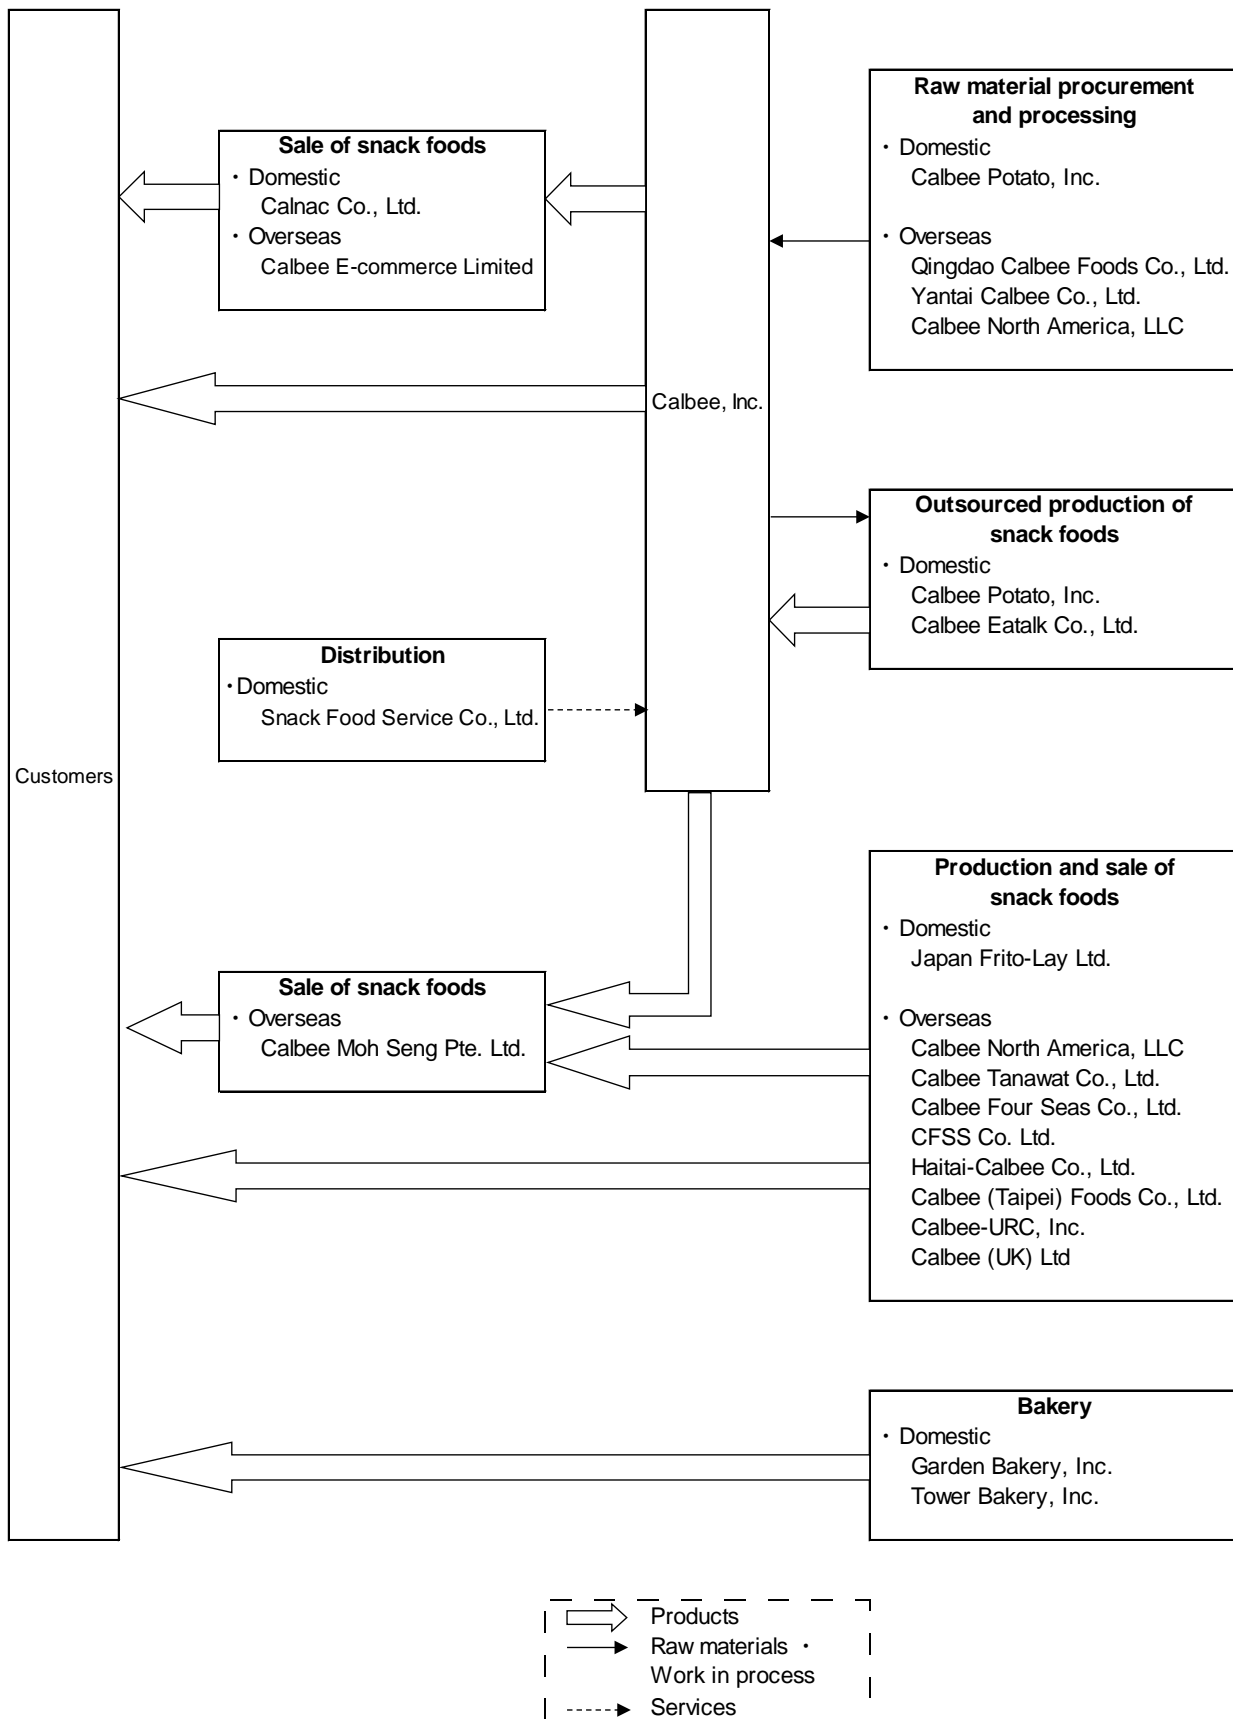 Customers
Sale of snack foods
・ Domestic
Calnac Co., Ltd.
・ Overseas
Calbee E-commerce Limited
Distribution
・Domestic
Snack Food Service Co., Ltd.
Sale of snack foods
・ Overseas
Calbee Moh Seng Pte. Ltd.
Calbee, Inc.
Raw material procurement
and processing
・ Domestic
Calbee Potato, Inc.
・ Overseas
Qingdao Calbee Foods Co., Ltd.
Yantai Calbee Co., Ltd.
Calbee North America, LLC
Outsourced production of
snack foods
・ Domestic
Calbee Potato, Inc.
Calbee Eatalk Co., Ltd.
Production and sale of
snack foods
・ Domestic
Japan Frito-Lay Ltd.
・ Overseas
Calbee North America, LLC
Calbee Tanawat Co., Ltd.
Calbee Four Seas Co., Ltd.
CFSS Co. Ltd.
Haitai-Calbee Co., Ltd.
Calbee (Taipei) Foods Co., Ltd.
Calbee-URC, Inc.
Calbee (UK) Ltd
Bakery
・ Domestic
Garden Bakery, Inc.
Tower Bakery, Inc.
Products
Raw materials ・
Work in process
Services